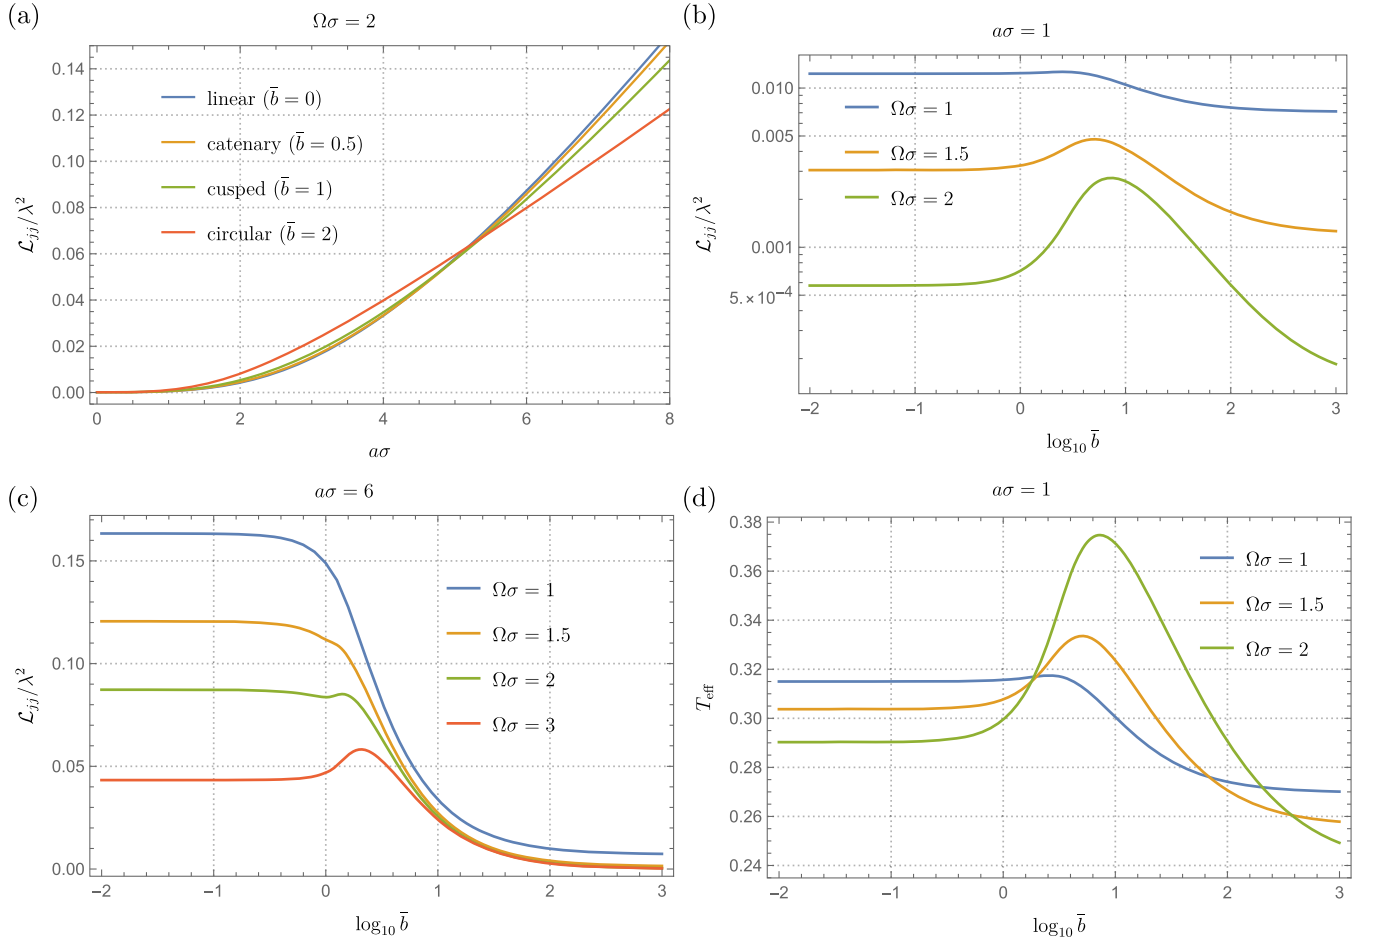 (a)
Ωσ = 2
0.14
0.12
0.10
0.08
0.06
0.04
0.02
0.00
linear (b̅ = 0)
catenary (b̅ = 0.5)
cusped (b̅ = 1)
circular (b̅ = 2)
ℒjj/λ²
0 2 4 6 8
aσ
(b)
aσ = 1
0.010
0.005
0.001
5.×10⁻⁴
Ωσ = 1
Ωσ = 1.5
Ωσ = 2
ℒjj/λ²
−2 −1 0 1 2 3
log₁₀ b̅
(c)
aσ = 6
0.15
0.10
0.05
0.00
Ωσ = 1
Ωσ = 1.5
Ωσ = 2
Ωσ = 3
ℒjj/λ²
−2 −1 0 1 2 3
log₁₀ b̅
(d)
aσ = 1
0.38
0.36
0.34
0.32
0.30
0.28
0.26
0.24
Ωσ = 1
Ωσ = 1.5
Ωσ = 2
Teff
−2 −1 0 1 2 3
log₁₀ b̅